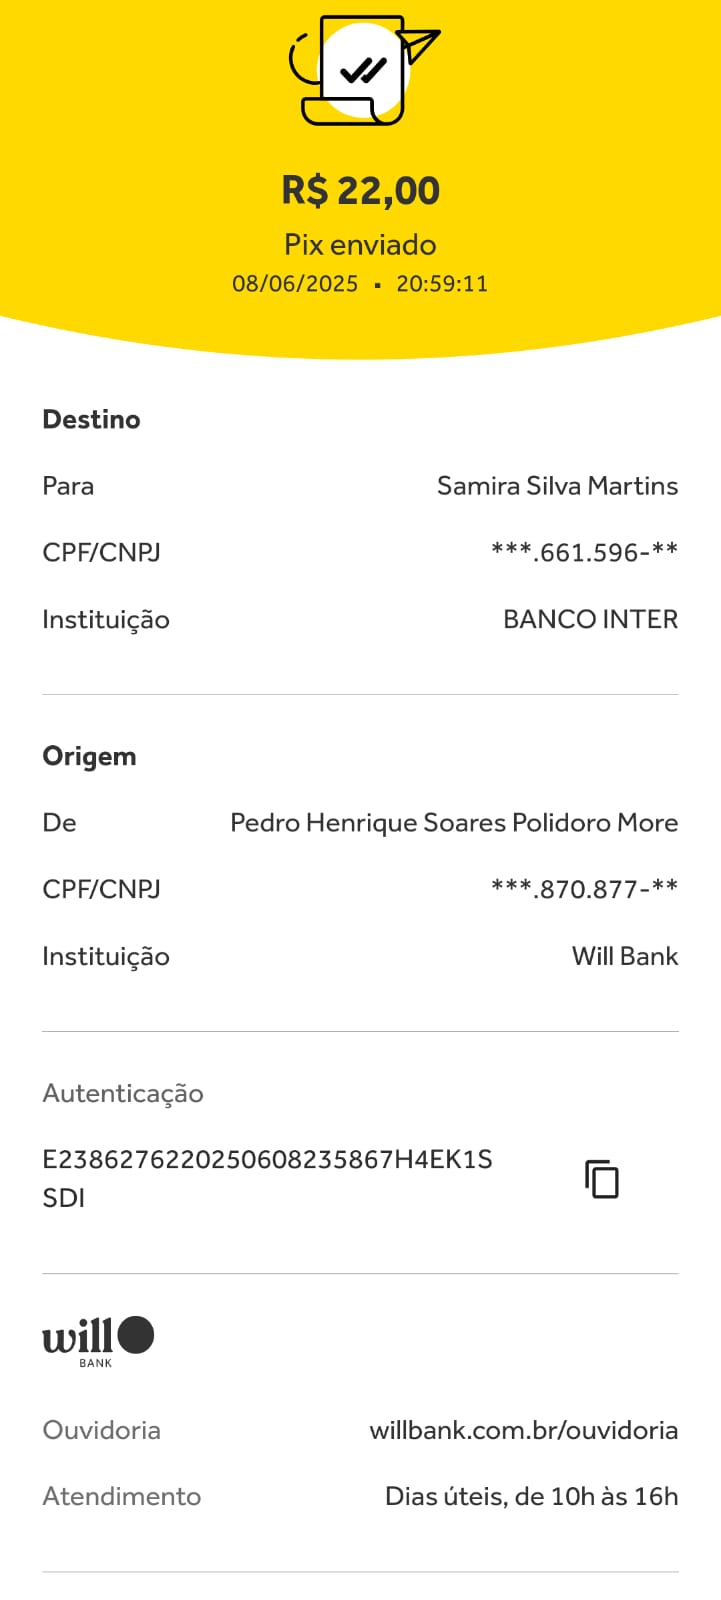 R$ 22,00
Pix enviado
08/06/2025 ▪ 20:59:11
Destino
Para Samira Silva Martins
CPF/CNPJ ***.661.596-**
Instituição BANCO INTER
Origem
De Pedro Henrique Soares Polidoro More
CPF/CNPJ ***.870.877-**
Instituição Will Bank
Autenticação
E2386276220250608235867H4EK1S
SDI
will
BANK
Ouvidoria willbank.com.br/ouvidoria
Atendimento Dias úteis, de 10h às 16h